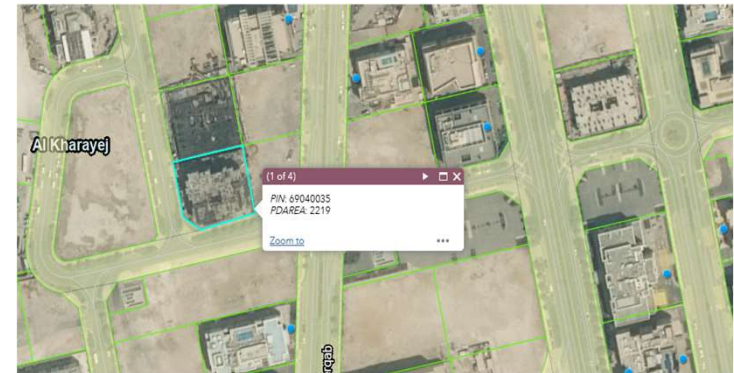 Al Kharayej
(1 of 4)
PIN: 69040035
PDAREA: 2219
Zoom to
•••